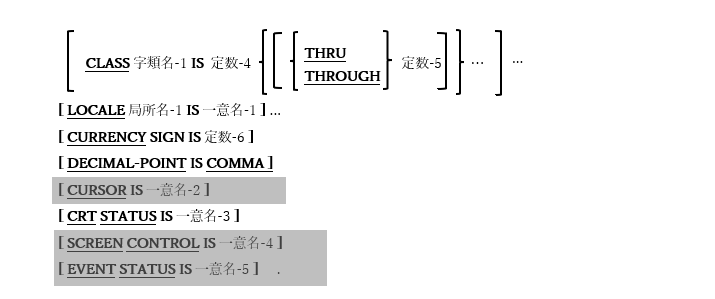 [ CLASS 字類名-1 IS 定数-4 { [ { THRU
THROUGH } 定数-5 ] } … ] …
[ LOCALE 局所名-1 IS 一意名-1 ] …
[ CURRENCY SIGN IS 定数-6 ]
[ DECIMAL-POINT IS COMMA ]
[ CURSOR IS 一意名-2 ]
[ CRT STATUS IS 一意名-3 ]
[ SCREEN CONTROL IS 一意名-4 ]
[ EVENT STATUS IS 一意名-5 ] .